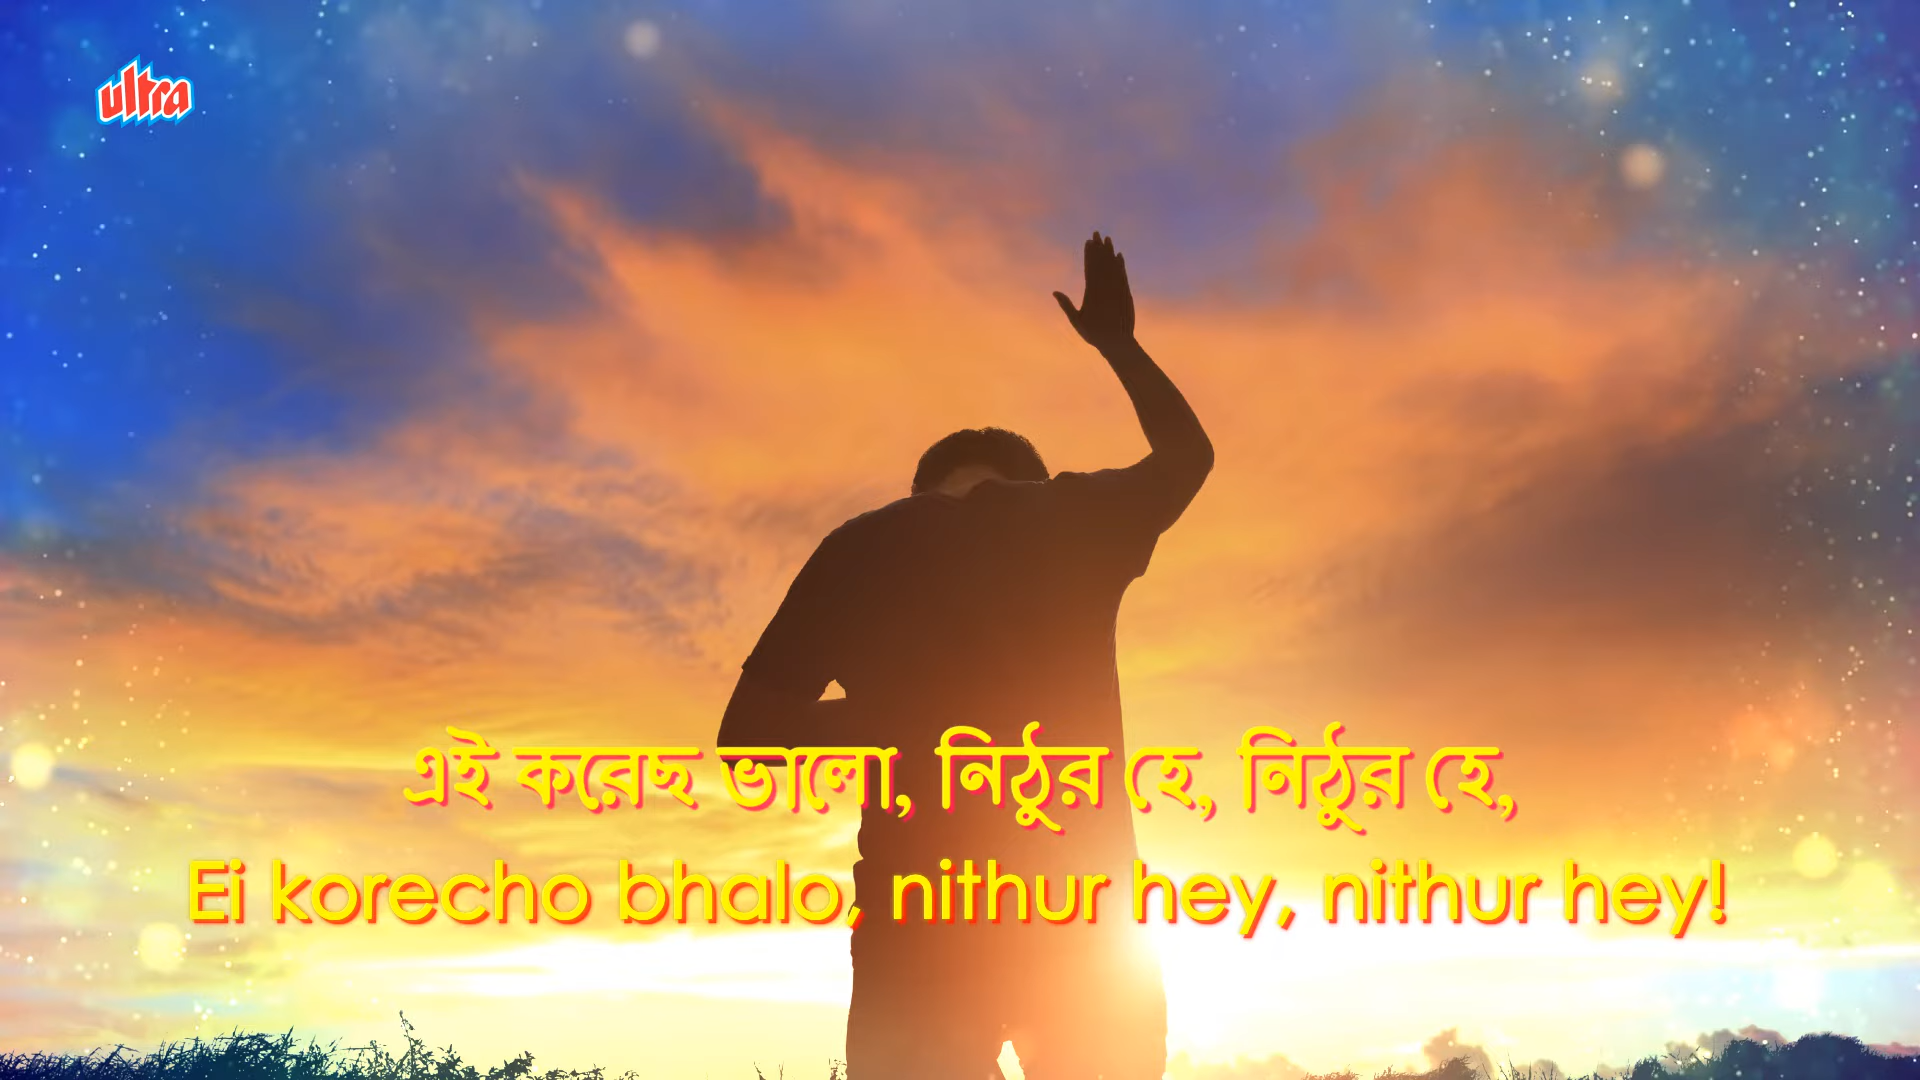 ultra
এই করেছ ভালো, নিঠুর হে, নিঠুর হে,
Ei korecho bhalo, nithur hey, nithur hey!